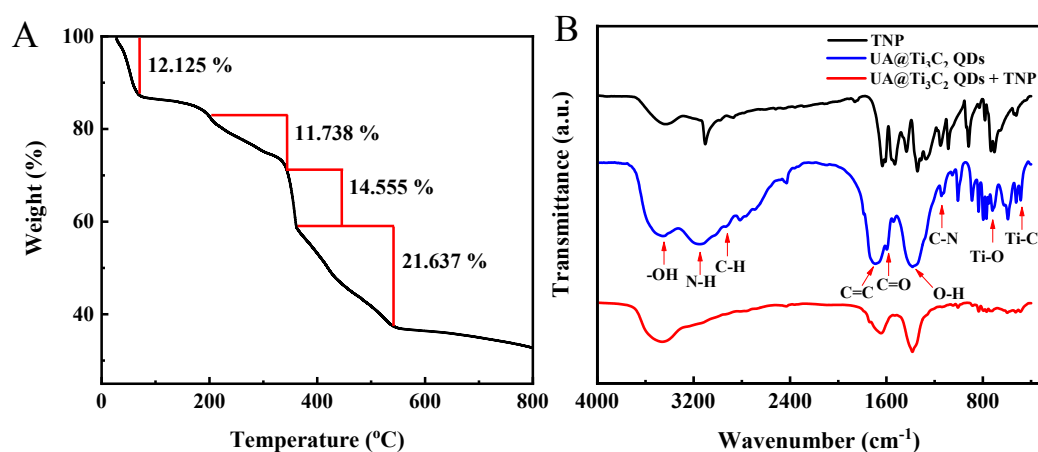 A
100
80
60
40
12.125 %
11.738 %
14.555 %
21.637 %
Weight (%)
0 200 400 600 800
Temperature (°C)
B
TNP
UA@Ti₃C, QDs
UA@Ti₃C₂ QDs + TNP
Transmittance (a.u.)
-OH
N-H
C-H
C=C
C=O
O-H
C-N
Ti-O
Ti-C
4000 3200 2400 1600 800
Wavenumber (cm⁻¹)